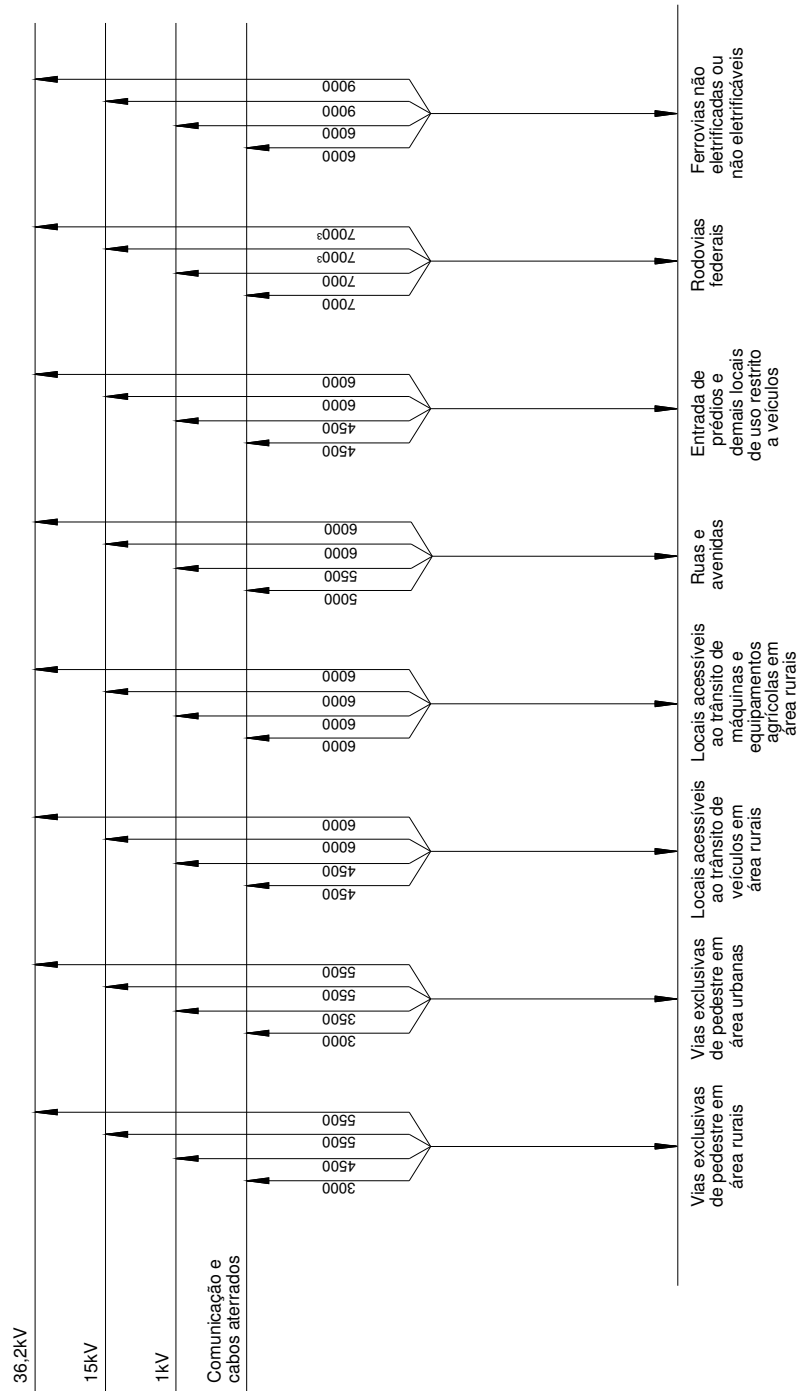 36,2kV
15kV
1kV
Comunicação e
cabos aterrados
5500
5500
4500
3000
Vias exclusivas
de pedestre em
área rurais
5500
5500
3500
3000
Vias exclusivas
de pedestre em
área urbanas
6000
6000
4500
4500
Locais acessíveis
ao trânsito de
veículos em
área rurais
6000
6000
6000
6000
Locais acessíveis
ao trânsito de
máquinas e
equipamentos
agrícolas em
área rurais
6000
6000
5500
5000
Ruas e
avenidas
6000
6000
4500
4500
Entrada de
prédios e
demais locais
de uso restrito
a veículos
7000³
7000³
7000
7000
Rodovias
federais
9000
9000
6000
6000
Ferrovias não
eletrificadas ou
não eletrificáveis